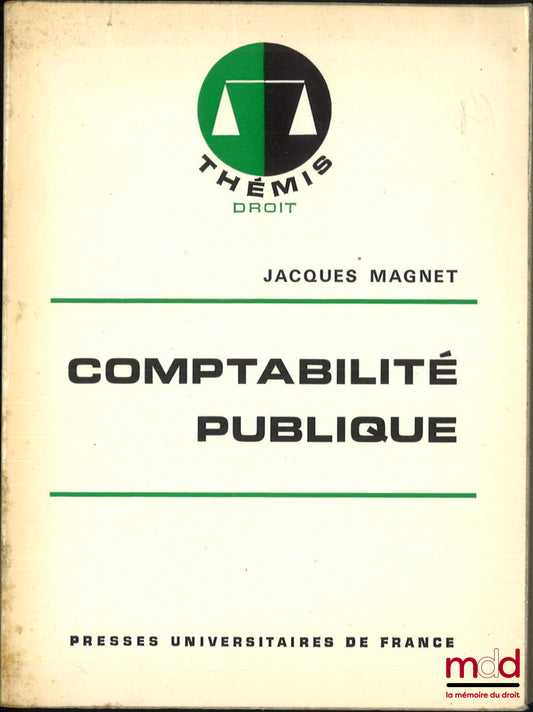 THÉMIS
DROIT
JACQUES MAGNET
COMPTABILITÉ
PUBLIQUE
PRESSES UNIVERSITAIRES DE FRANCE
mdd
la mémoire du droit